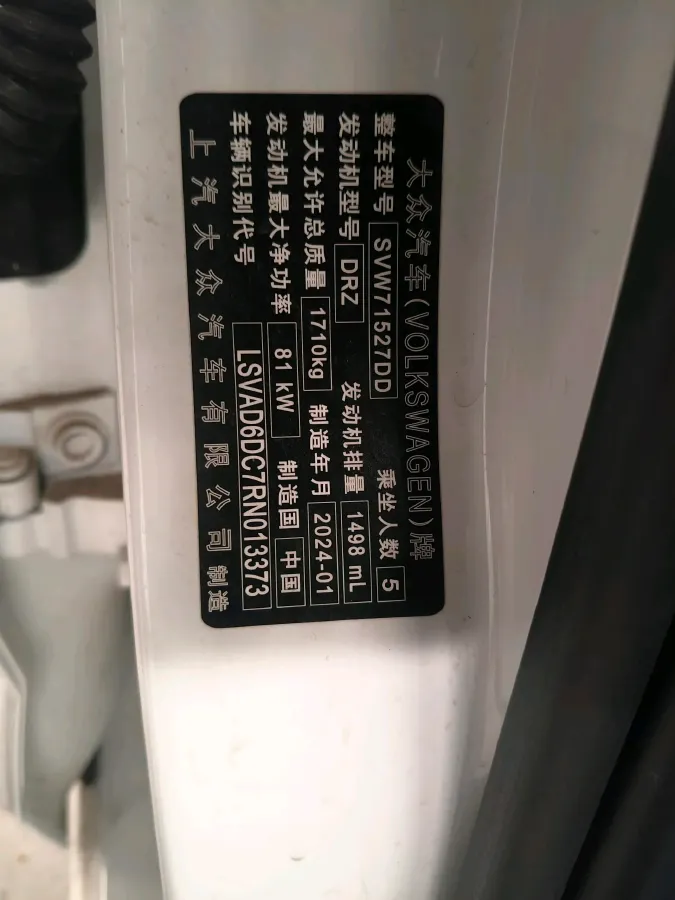 大众汽车(VOLKSWAGEN)牌
整车型号 SVW71527DD 乘坐人数 5
发动机型号 DRZ 发动机排量 1498 mL
最大允许总质量 1710kg 制造年月 2024-01
发动机最大净功率 81 kW 制造国 中国
车辆识别代号 LSVAD6DC7RN013373
上汽大众汽车有限公司制造